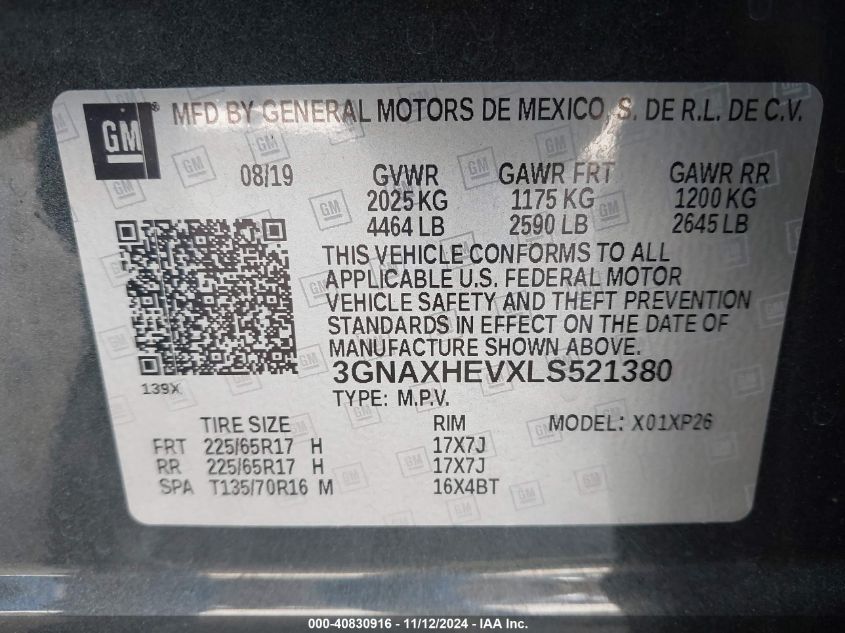 GM ® MFD BY GENERAL MOTORS DE MEXICO, S. DE R.L. DE C.V.
08/19 GVWR GAWR FRT GAWR RR
2025 KG 1175 KG 1200 KG
4464 LB 2590 LB 2645 LB
THIS VEHICLE CONFORMS TO ALL
APPLICABLE U.S. FEDERAL MOTOR
VEHICLE SAFETY AND THEFT PREVENTION
STANDARDS IN EFFECT ON THE DATE OF
MANUFACTURE SHOWN ABOVE.
139X 3GNAXHEVXLS521380
TYPE: M.P.V.
TIRE SIZE RIM MODEL: X01XP26
FRT 225/65R17 H 17X7J
RR 225/65R17 H 17X7J
SPA T135/70R16 M 16X4BT
000-40830916 - 11/12/2024 - © IAA Holdings, LLC.